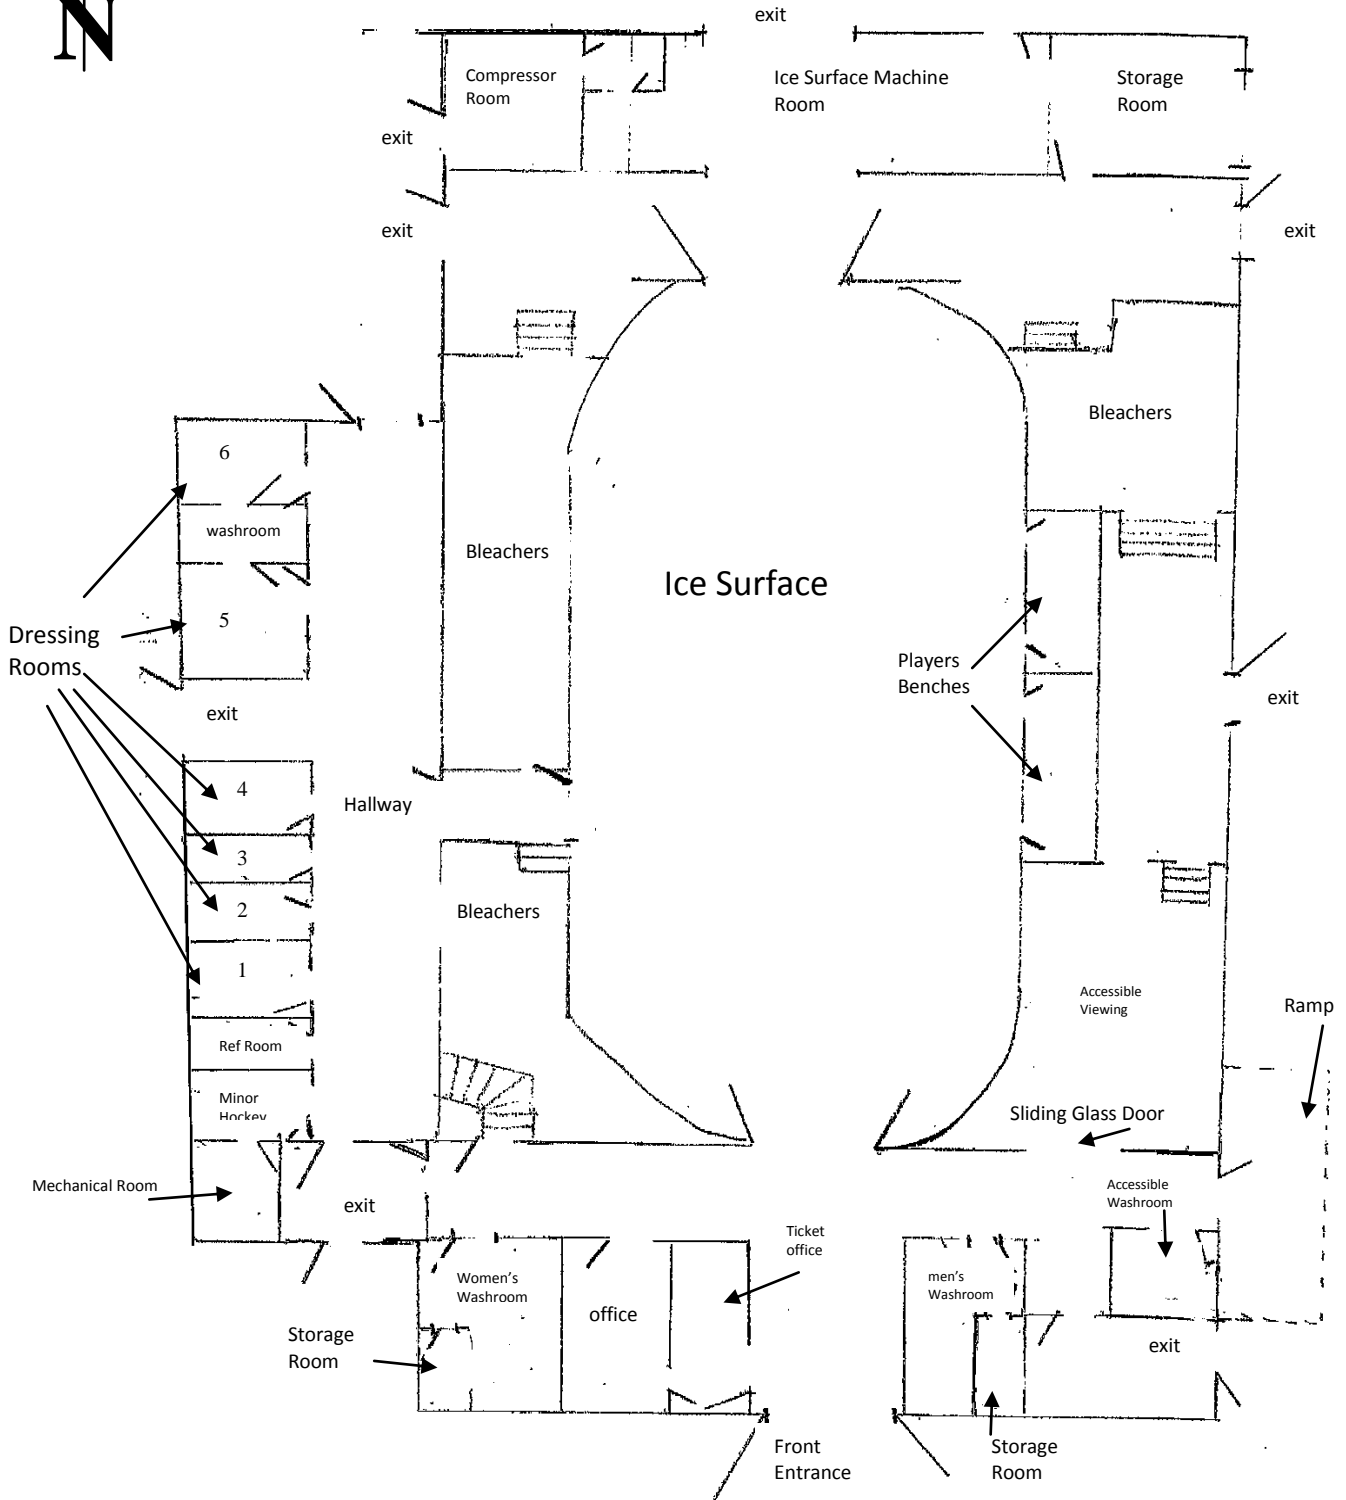 N
exit
Compressor
Room
Ice Surface Machine
Room
Storage
Room
exit
exit
exit
6
Bleachers
washroom
Bleachers
Ice Surface
5
Dressing
Rooms
Players
Benches
exit
exit
4
Hallway
3
2
Bleachers
1
Accessible
Viewing
Ramp
Ref Room
Minor
Hockey
Sliding Glass Door
Mechanical Room
Accessible
Washroom
exit
Ticket
office
Women's
Washroom
men's
Washroom
office
Storage
Room
exit
Front
Entrance
Storage
Room